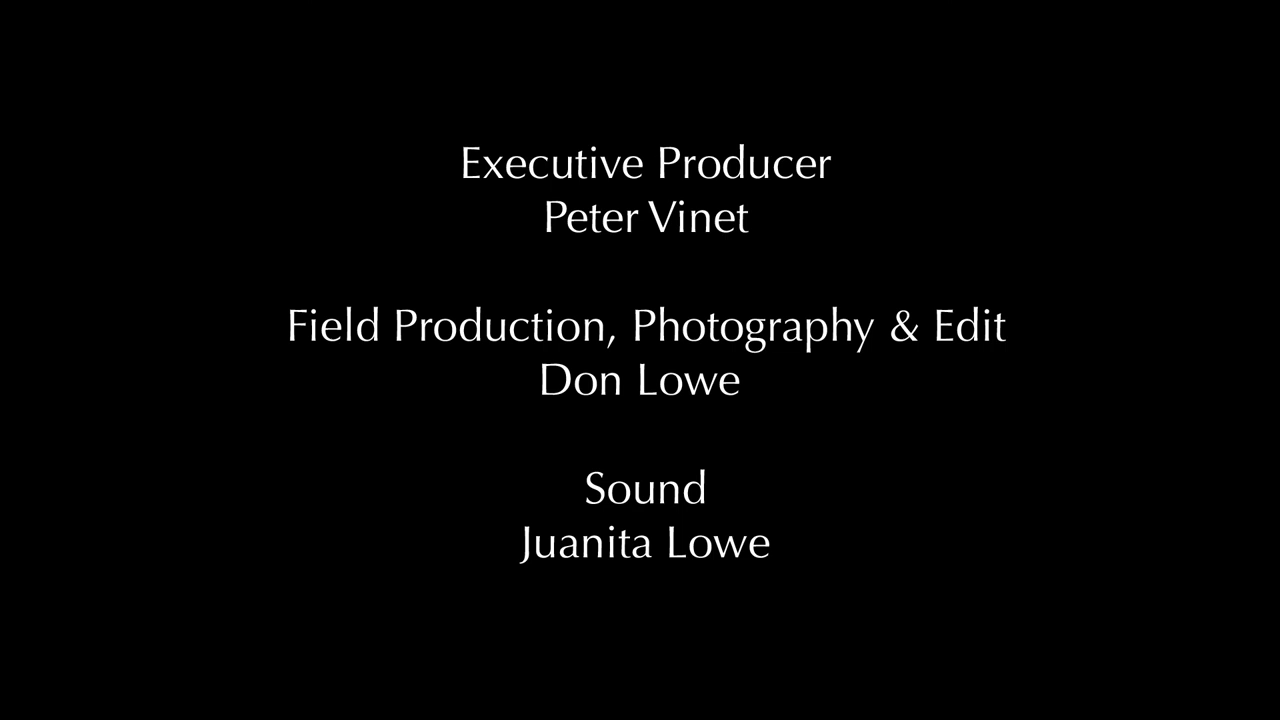 Executive Producer
Peter Vinet
Field Production, Photography & Edit
Don Lowe
Sound
Juanita Lowe